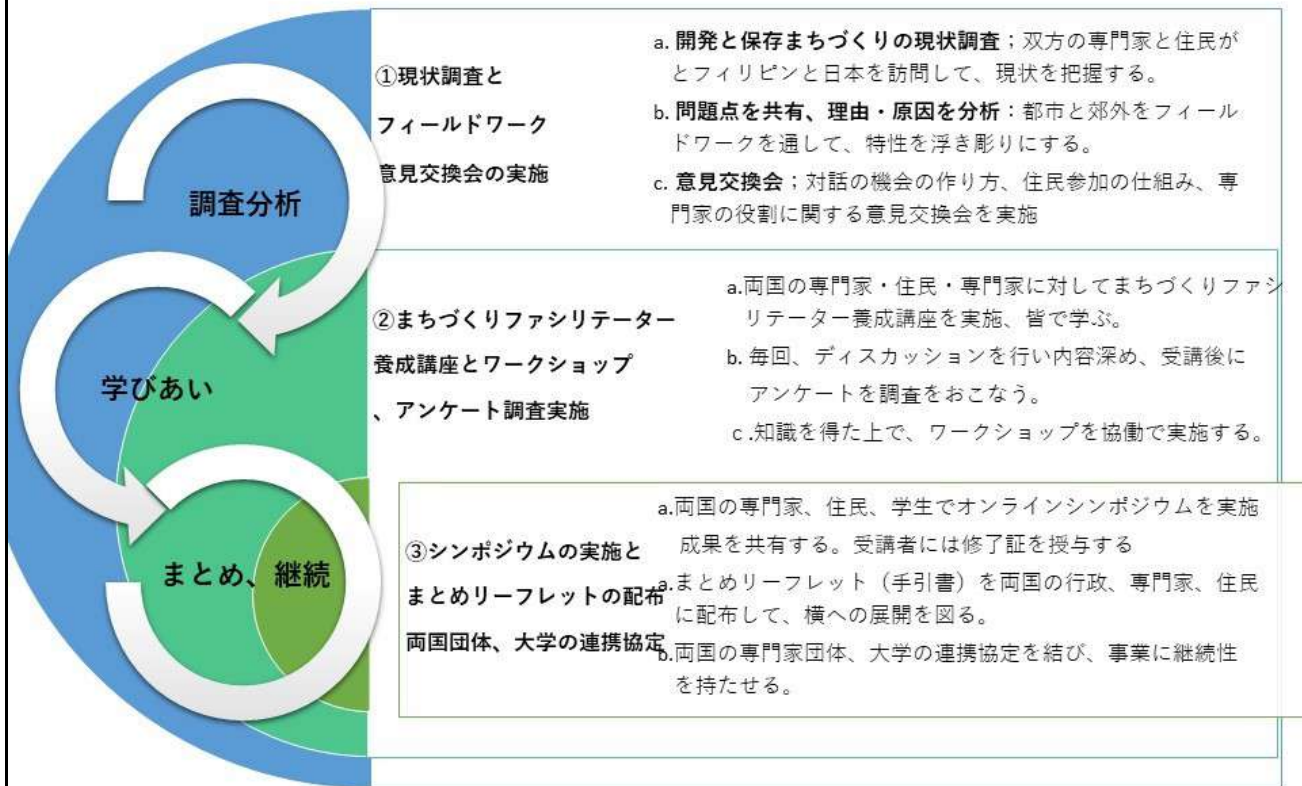 調査分析
①現状調査と
フィールドワーク
意見交換会の実施
a. 開発と保存まちづくりの現状調査；双方の専門家と住民が
とフィリピンと日本を訪問して、現状を把握する。
b. 問題点を共有、理由・原因を分析：都市と郊外をフィール
ドワークを通して、特性を浮き彫りにする。
c. 意見交換会；対話の機会の作り方、住民参加の仕組み、専
門家の役割に関する意見交換会を実施
学びあい
②まちづくりファシリテーター
養成講座とワークショップ
、アンケート調査実施
a.両国の専門家・住民・専門家に対してまちづくりファシ
リテーター養成講座を実施、皆で学ぶ。
b. 毎回、ディスカッションを行い内容深め、受講後に
アンケートを調査をおこなう。
ｃ.知識を得た上で、ワークショップを協働で実施する。
まとめ、継続
③シンポジウムの実施と
まとめリーフレットの配布
両国団体、大学の連携協定
a.両国の専門家、住民、学生でオンラインシンポジウムを実施
成果を共有する。受講者には修了証を授与する
a.まとめリーフレット（手引書）を両国の行政、専門家、住民
に配布して、横への展開を図る。
b.両国の専門家団体、大学の連携協定を結び、事業に継続性
を持たせる。